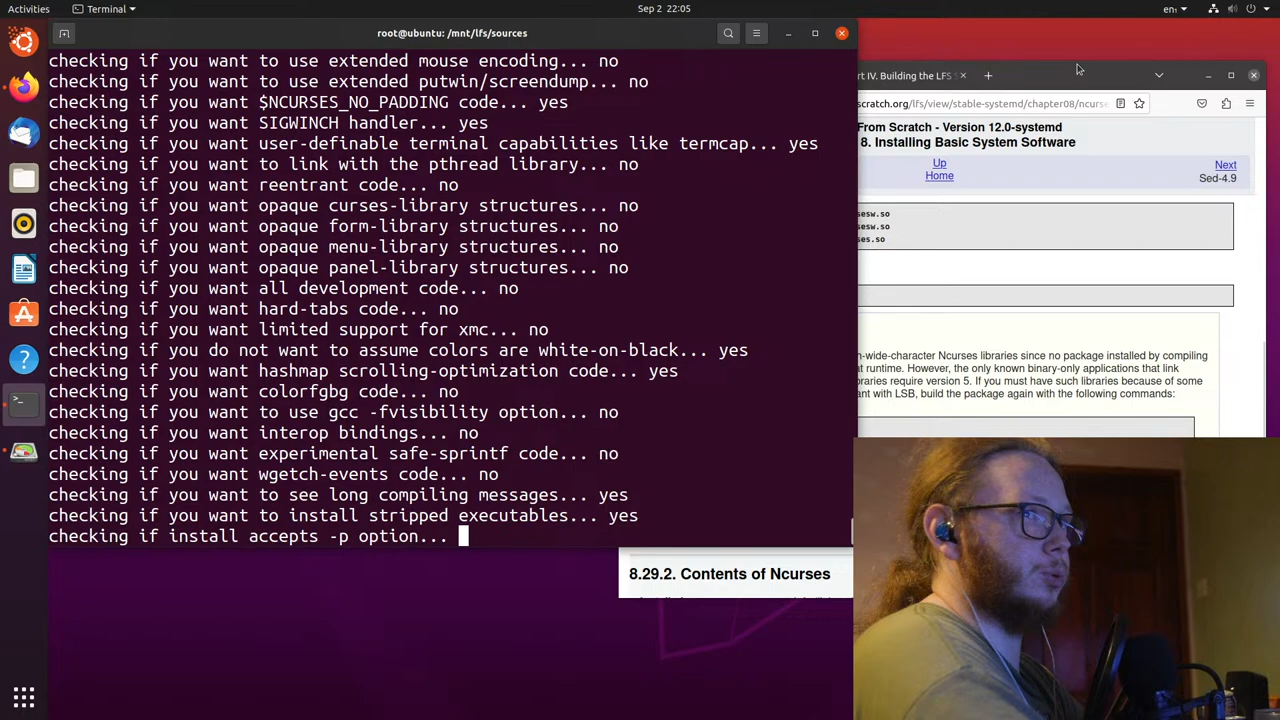 Activities
Terminal
Sep 2 22:05
en
root@ubuntu: /mnt/lfs/sources
checking if you want to use extended mouse encoding... no
checking if you want to use extended putwin/screendump... no
checking if you want $NCURSES_NO_PADDING code... yes
checking if you want SIGWINCH handler... yes
checking if you want user-definable terminal capabilities like termcap... yes
checking if you want to link with the pthread library... no
checking if you want reentrant code... no
checking if you want opaque curses-library structures... no
checking if you want opaque form-library structures... no
checking if you want opaque menu-library structures... no
checking if you want opaque panel-library structures... no
checking if you want all development code... no
checking if you want hard-tabs code... no
checking if you want limited support for xmc... no
checking if you do not want to assume colors are white-on-black... yes
checking if you want hashmap scrolling-optimization code... yes
checking if you want colorfgbg code... no
checking if you want to use gcc -fvisibility option... no
checking if you want interop bindings... no
checking if you want experimental safe-sprintf code... no
checking if you want wgetch-events code... no
checking if you want to see long compiling messages... yes
checking if you want to install stripped executables... yes
checking if install accepts -p option...
rt IV. Building the LFS S
scratch.org/lfs/view/stable-systemd/chapter08/ncurse
From Scratch - Version 12.0-systemd
8. Installing Basic System Software
Up
Next
Home
Sed-4.9
sesw.so
sesw.so
ses.so
n-wide-character Ncurses libraries since no package installed by compiling
at runtime. However, the only known binary-only applications that link
braries require version 5. If you must have such libraries because of some
ant with LSB, build the package again with the following commands:
8.29.2. Contents of Ncurses